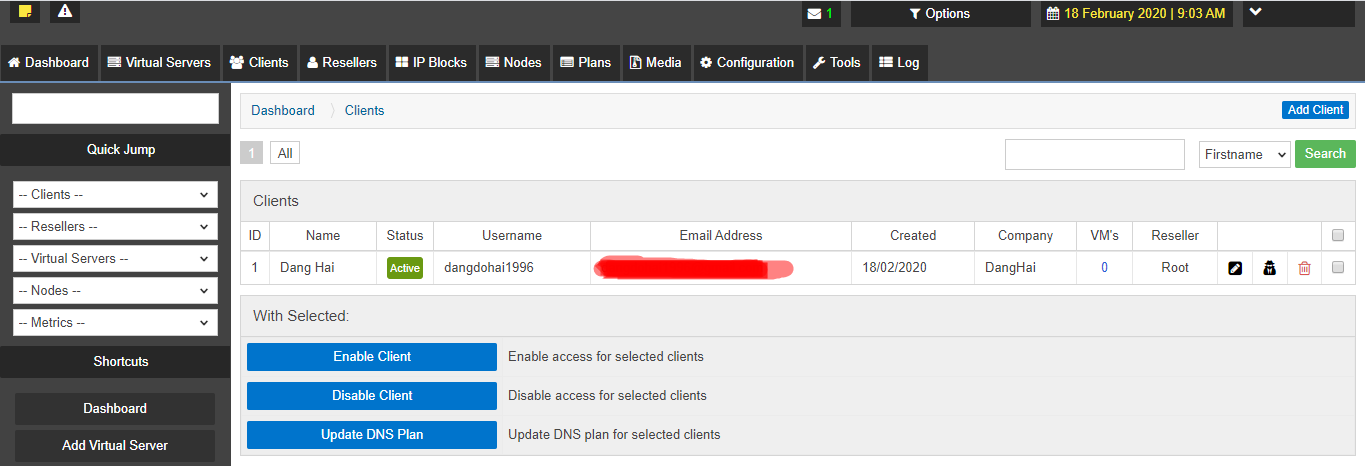 1
Options
18 February 2020 | 9:03 AM
Dashboard Virtual Servers Clients Resellers IP Blocks Nodes Plans Media Configuration Tools Log
Dashboard Clients Add Client
Quick Jump
1 All Firstname Search
-- Clients --
-- Resellers --
-- Virtual Servers --
-- Nodes --
-- Metrics --
Shortcuts
Dashboard
Add Virtual Server
Clients
ID Name Status Username Email Address Created Company VM's Reseller
1 Dang Hai Active dangdohai1996 18/02/2020 DangHai 0 Root
With Selected:
Enable Client Enable access for selected clients
Disable Client Disable access for selected clients
Update DNS Plan Update DNS plan for selected clients